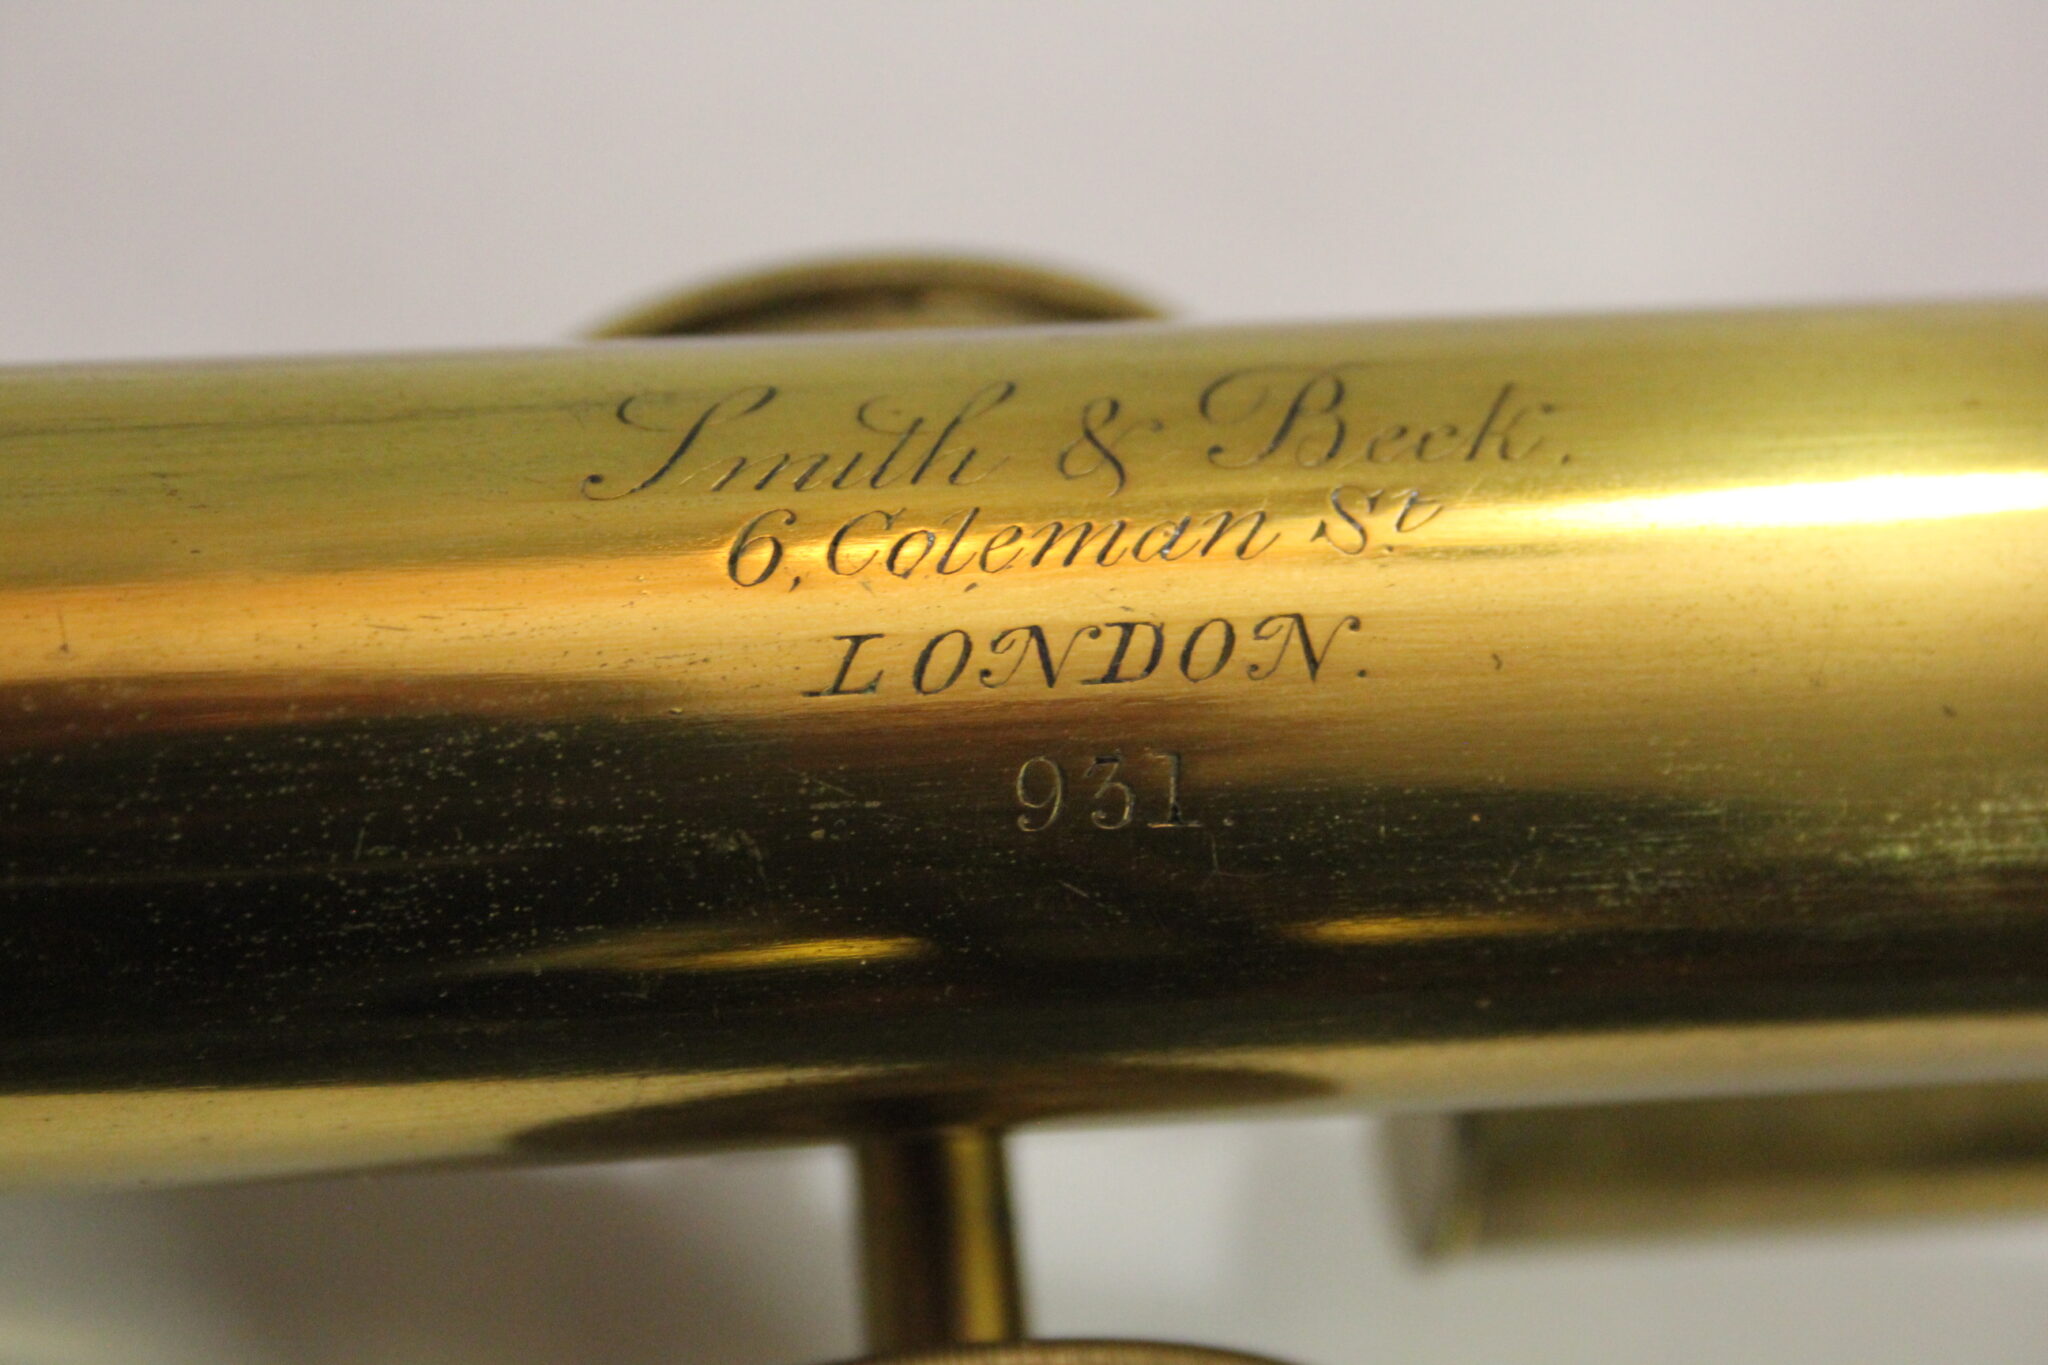 Smith & Beck.
6, Coleman St.
LONDON.
931.